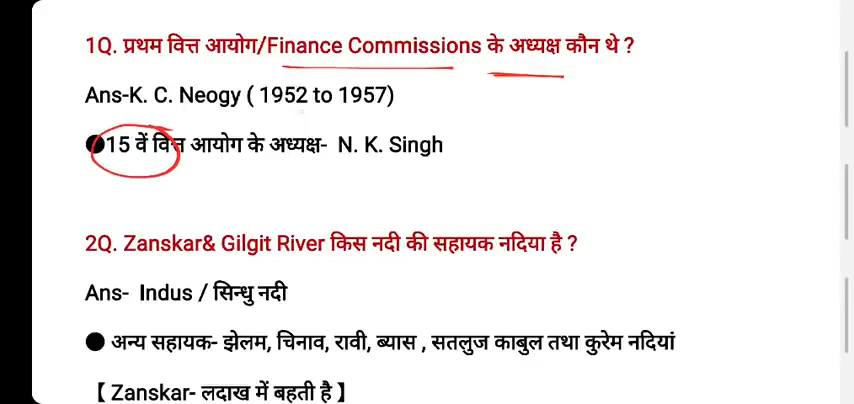 1Q. प्रथम वित्त आयोग/Finance Commissions के अध्यक्ष कौन थे ?
Ans-K. C. Neogy ( 1952 to 1957)
●15 वें वित्त आयोग के अध्यक्ष- N. K. Singh
2Q. Zanskar& Gilgit River किस नदी की सहायक नदिया है ?
Ans- Indus / सिन्धु नदी
● अन्य सहायक- झेलम, चिनाव, रावी, ब्यास , सतलुज काबुल तथा कुरेम नदियां
【 Zanskar- लदाख में बहती है 】